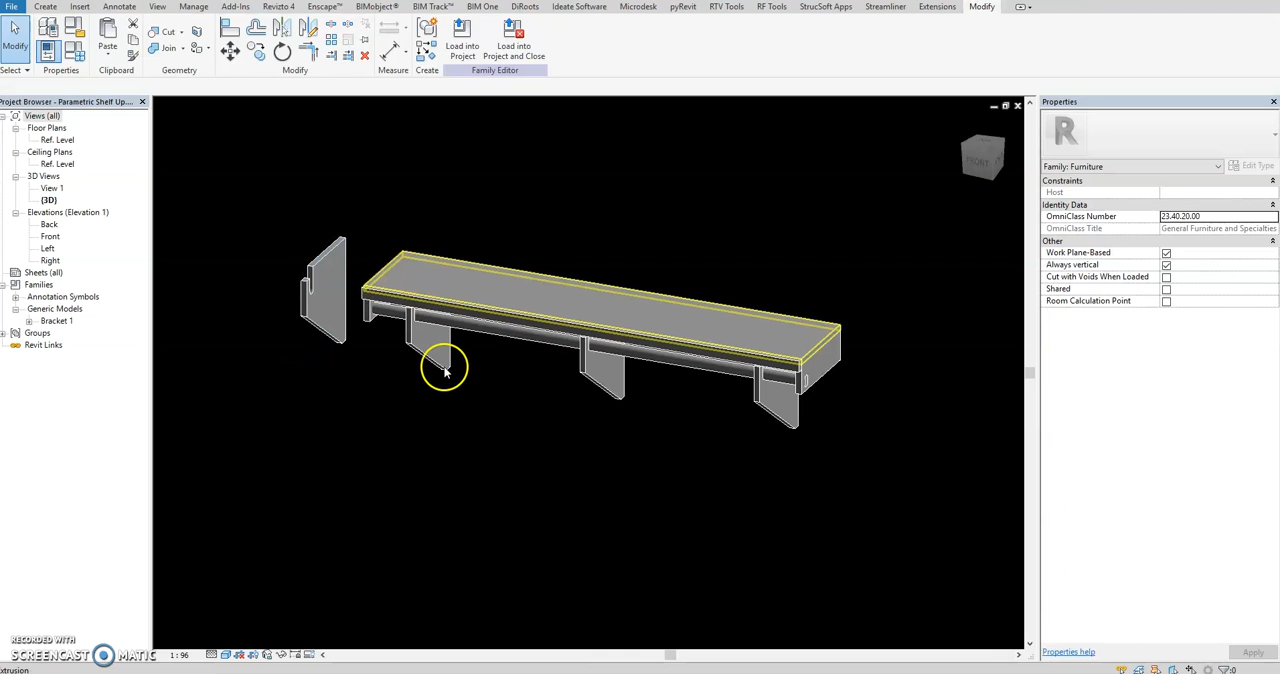 File Create Insert Annotate View Manage Add-Ins Revizto 4 Enscape™ BIMobject® BIM Track™ BIM One DiRoots Ideate Software Microdesk pyRevit RTV Tools RF Tools StrucSoft Apps Streamliner Extensions Modify
Modify
Paste
Cut
Join
Load into
Project
Load into
Project and Close
Select Properties Clipboard Geometry Modify Measure Create Family Editor
Project Browser - Parametric Shelf Up....
Views (all)
Floor Plans
Ref. Level
Ceiling Plans
Ref. Level
3D Views
View 1
(3D)
Elevations (Elevation 1)
Back
Front
Left
Right
Sheets (all)
Families
Annotation Symbols
Generic Models
Bracket 1
Groups
Revit Links
FRONT
Properties
R
Family: Furniture
Edit Type
Constraints
Host
Identity Data
OmniClass Number 23.40.20.00
OmniClass Title General Furniture and Specialties
Other
Work Plane-Based
Always vertical
Cut with Voids When Loaded
Shared
Room Calculation Point
Properties help
Apply
RECORDED WITH
SCREENCAST MATIC
1 : 96
xtrusion
:0